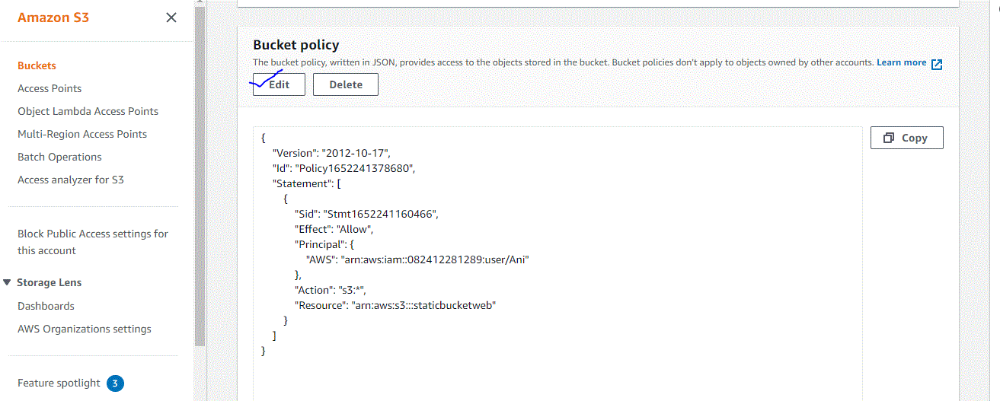 Amazon S3
Buckets
Access Points
Object Lambda Access Points
Multi-Region Access Points
Batch Operations
Access analyzer for S3
Block Public Access settings for
this account
Storage Lens
Dashboards
AWS Organizations settings
Feature spotlight 3
Bucket policy
The bucket policy, written in JSON, provides access to the objects stored in the bucket. Bucket policies don't apply to objects owned by other accounts. Learn more
Edit Delete
Copy
{
"Version": "2012-10-17",
"Id": "Policy1652241378680",
"Statement": [
{
"Sid": "Stmt1652241160466",
"Effect": "Allow",
"Principal": {
"AWS": "arn:aws:iam::082412281289:user/Ani"
},
"Action": "s3:*",
"Resource": "arn:aws:s3:::staticbucketweb"
}
]
}